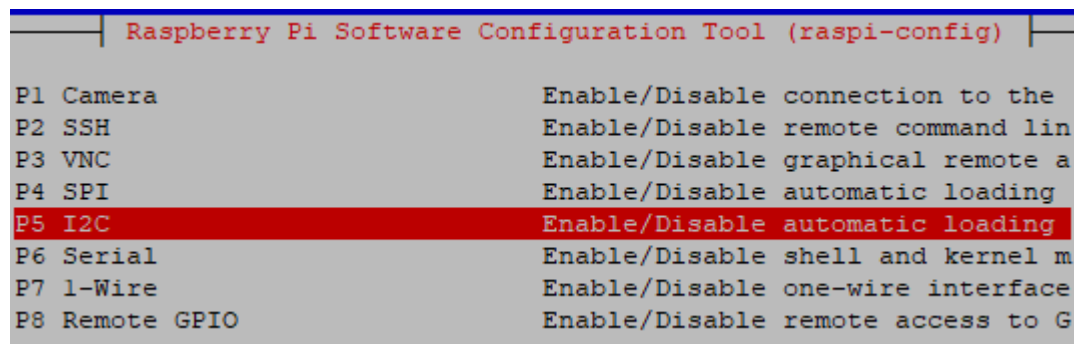 Raspberry Pi Software Configuration Tool (raspi-config)
P1 Camera Enable/Disable connection to the
P2 SSH Enable/Disable remote command lin
P3 VNC Enable/Disable graphical remote a
P4 SPI Enable/Disable automatic loading
P5 I2C Enable/Disable automatic loading
P6 Serial Enable/Disable shell and kernel m
P7 1-Wire Enable/Disable one-wire interface
P8 Remote GPIO Enable/Disable remote access to G